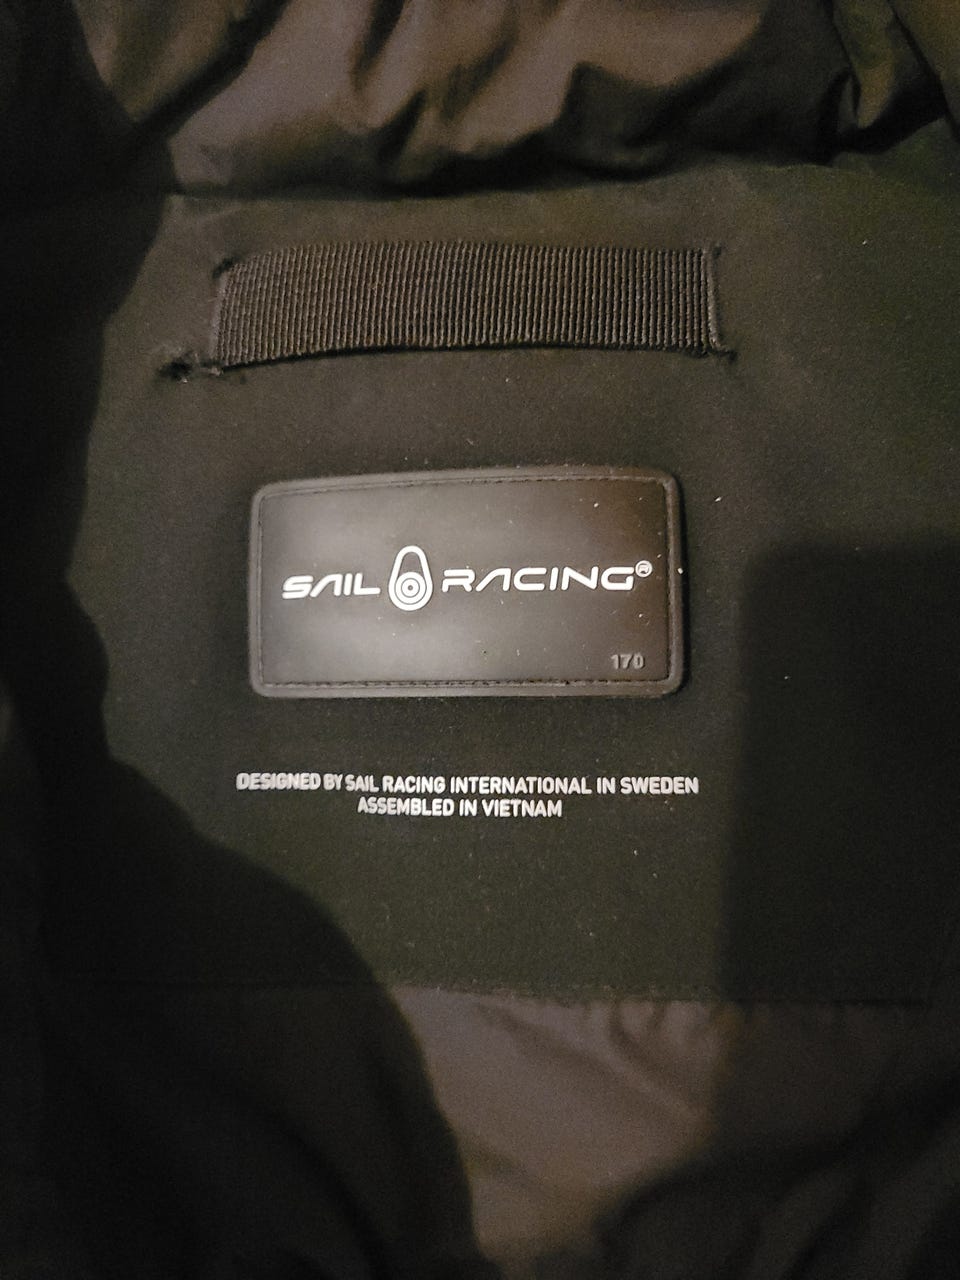 SAIL RACING®
170
DESIGNED BY SAIL RACING INTERNATIONAL IN SWEDEN
ASSEMBLED IN VIETNAM